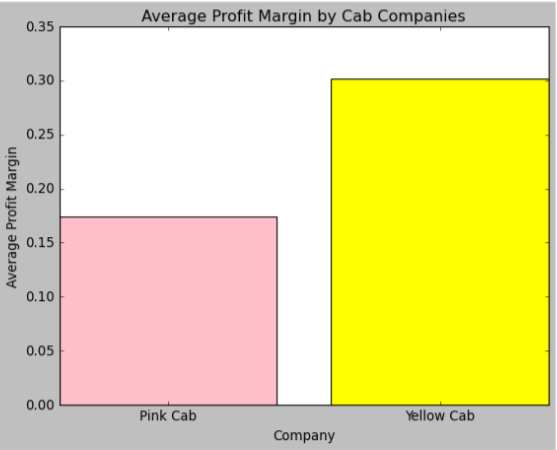 Average Profit Margin by Cab Companies
0.35
0.30
0.25
0.20
0.15
0.10
0.05
0.00
Average Profit Margin
Pink Cab
Yellow Cab
Company